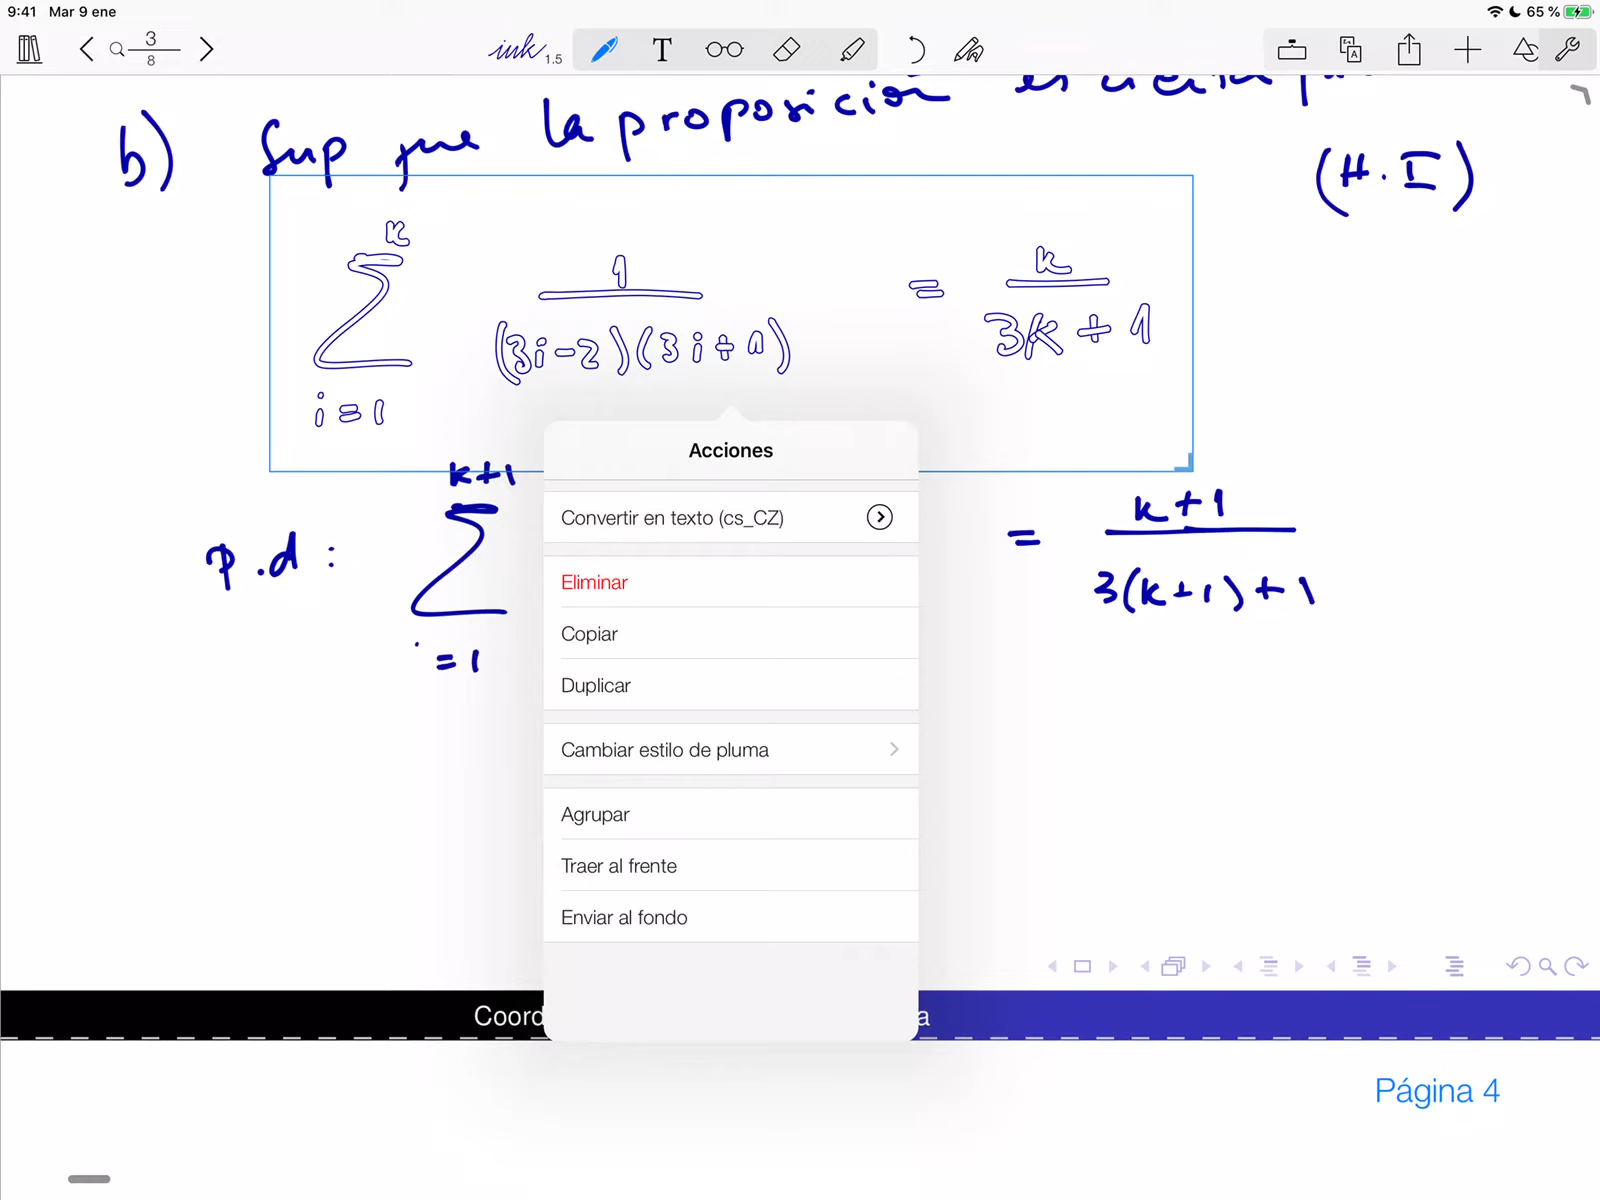 9:41 Mar 9 ene 65 %
3
8
ink 1.5 T
b) Sup que la proposición es cierta
(H.I)
k
∑ 1 = k
(3i-2)(3i+1) 3k+1
i=1
Acciones
Convertir en texto (cs_CZ)
Eliminar
Copiar
Duplicar
Cambiar estilo de pluma
Agrupar
Traer al frente
Enviar al fondo
k+1
p.d: ∑ = k+1
3(k+1)+1
=1
Coord
a
Página 4